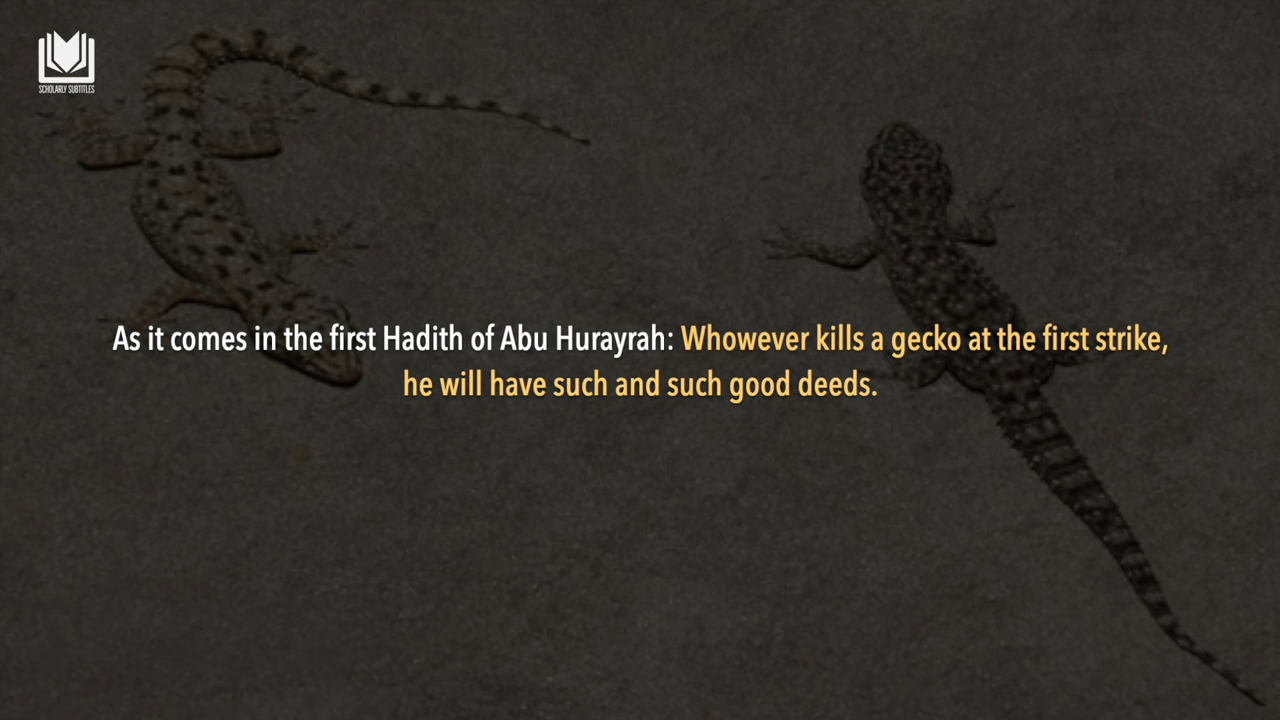 SCHOLARLY SUBTITLES
As it comes in the first Hadith of Abu Hurayrah: Whowever kills a gecko at the first strike,
he will have such and such good deeds.